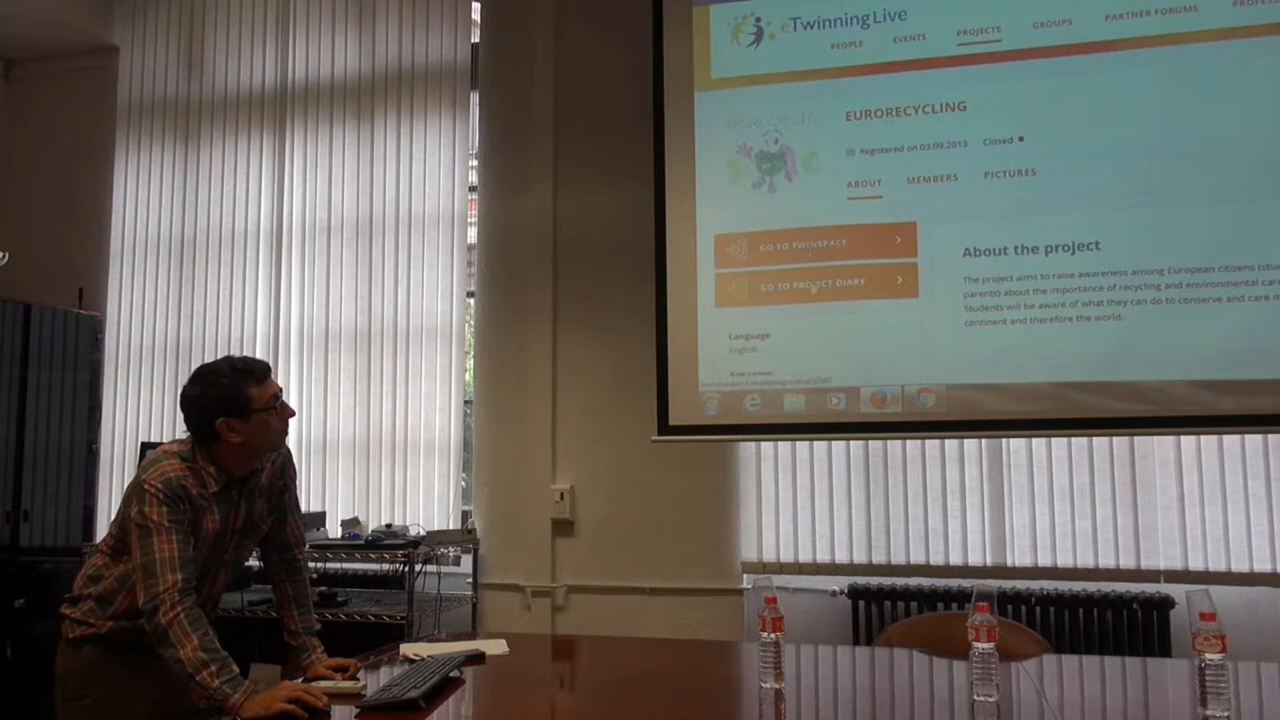 eTwinningLive
PEOPLE EVENTS PROJECTS GROUPS PARTNER FORUMS
EURORECYCLING
Registered on 03.09.2013 Closed
ABOUT MEMBERS PICTURES
GO TO TWINSPACE
GO TO PROJECT DIARY
About the project
The project aims to raise awareness among European citizens
parents) about the importance of recycling and environmental
Students will be aware of what they can do to conserve and care
continent and therefore the world.
Language
English